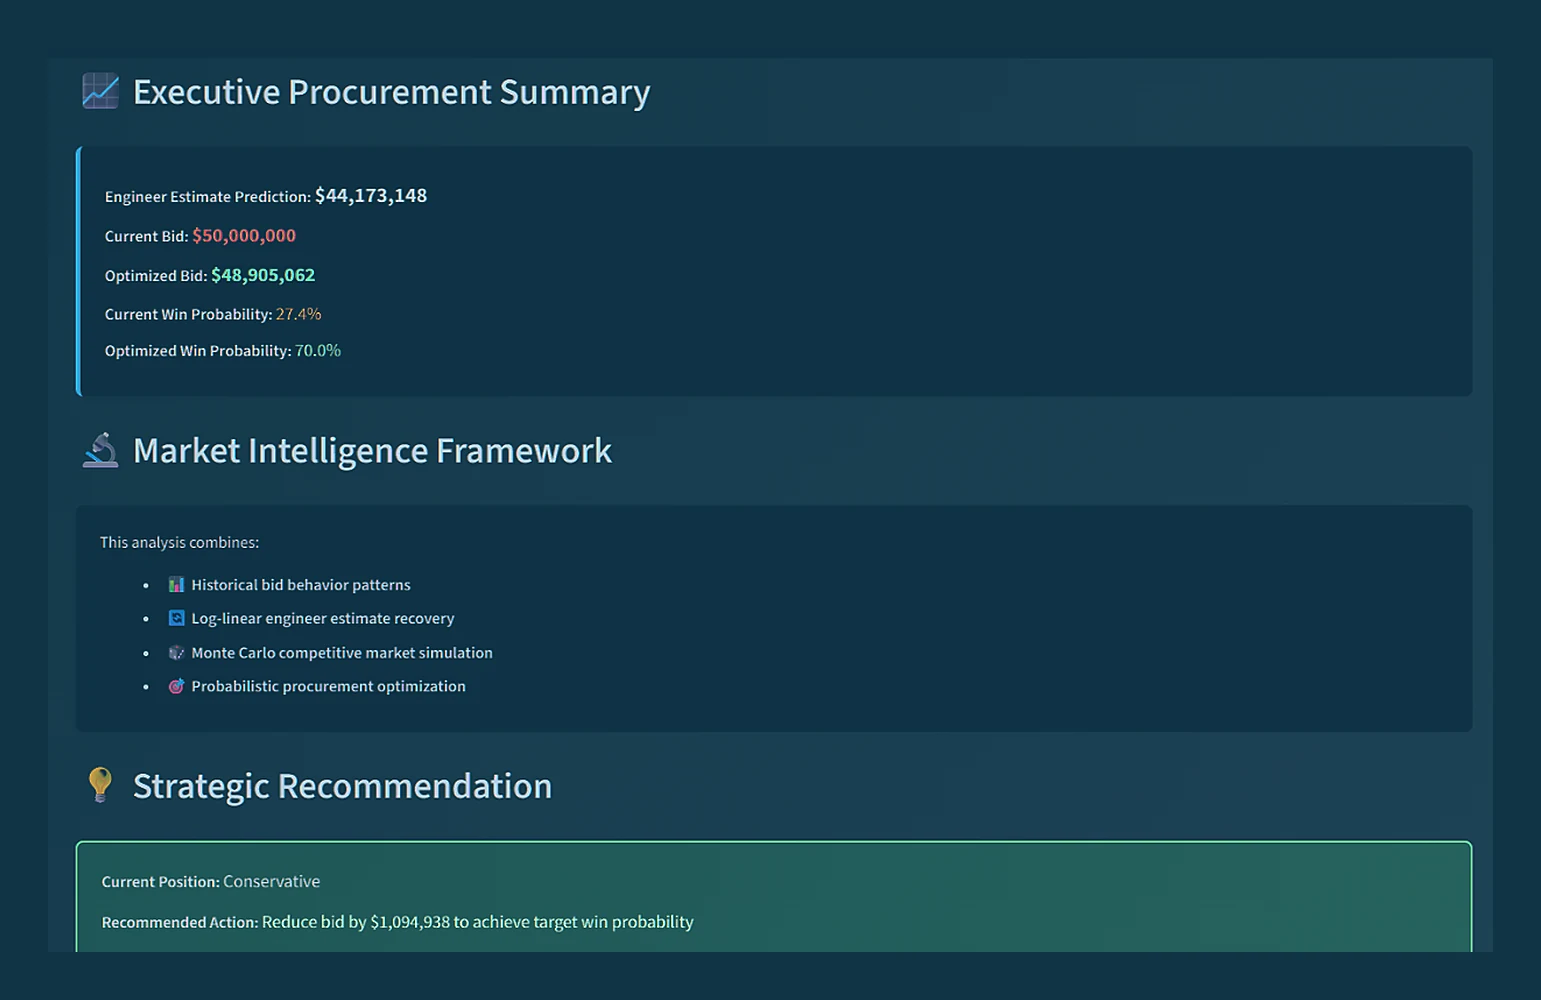 Executive Procurement Summary
Engineer Estimate Prediction: $44,173,148
Current Bid: $50,000,000
Optimized Bid: $48,905,062
Current Win Probability: 27.4%
Optimized Win Probability: 70.0%
Market Intelligence Framework
This analysis combines:
Historical bid behavior patterns
Log-linear engineer estimate recovery
Monte Carlo competitive market simulation
Probabilistic procurement optimization
Strategic Recommendation
Current Position: Conservative
Recommended Action: Reduce bid by $1,094,938 to achieve target win probability